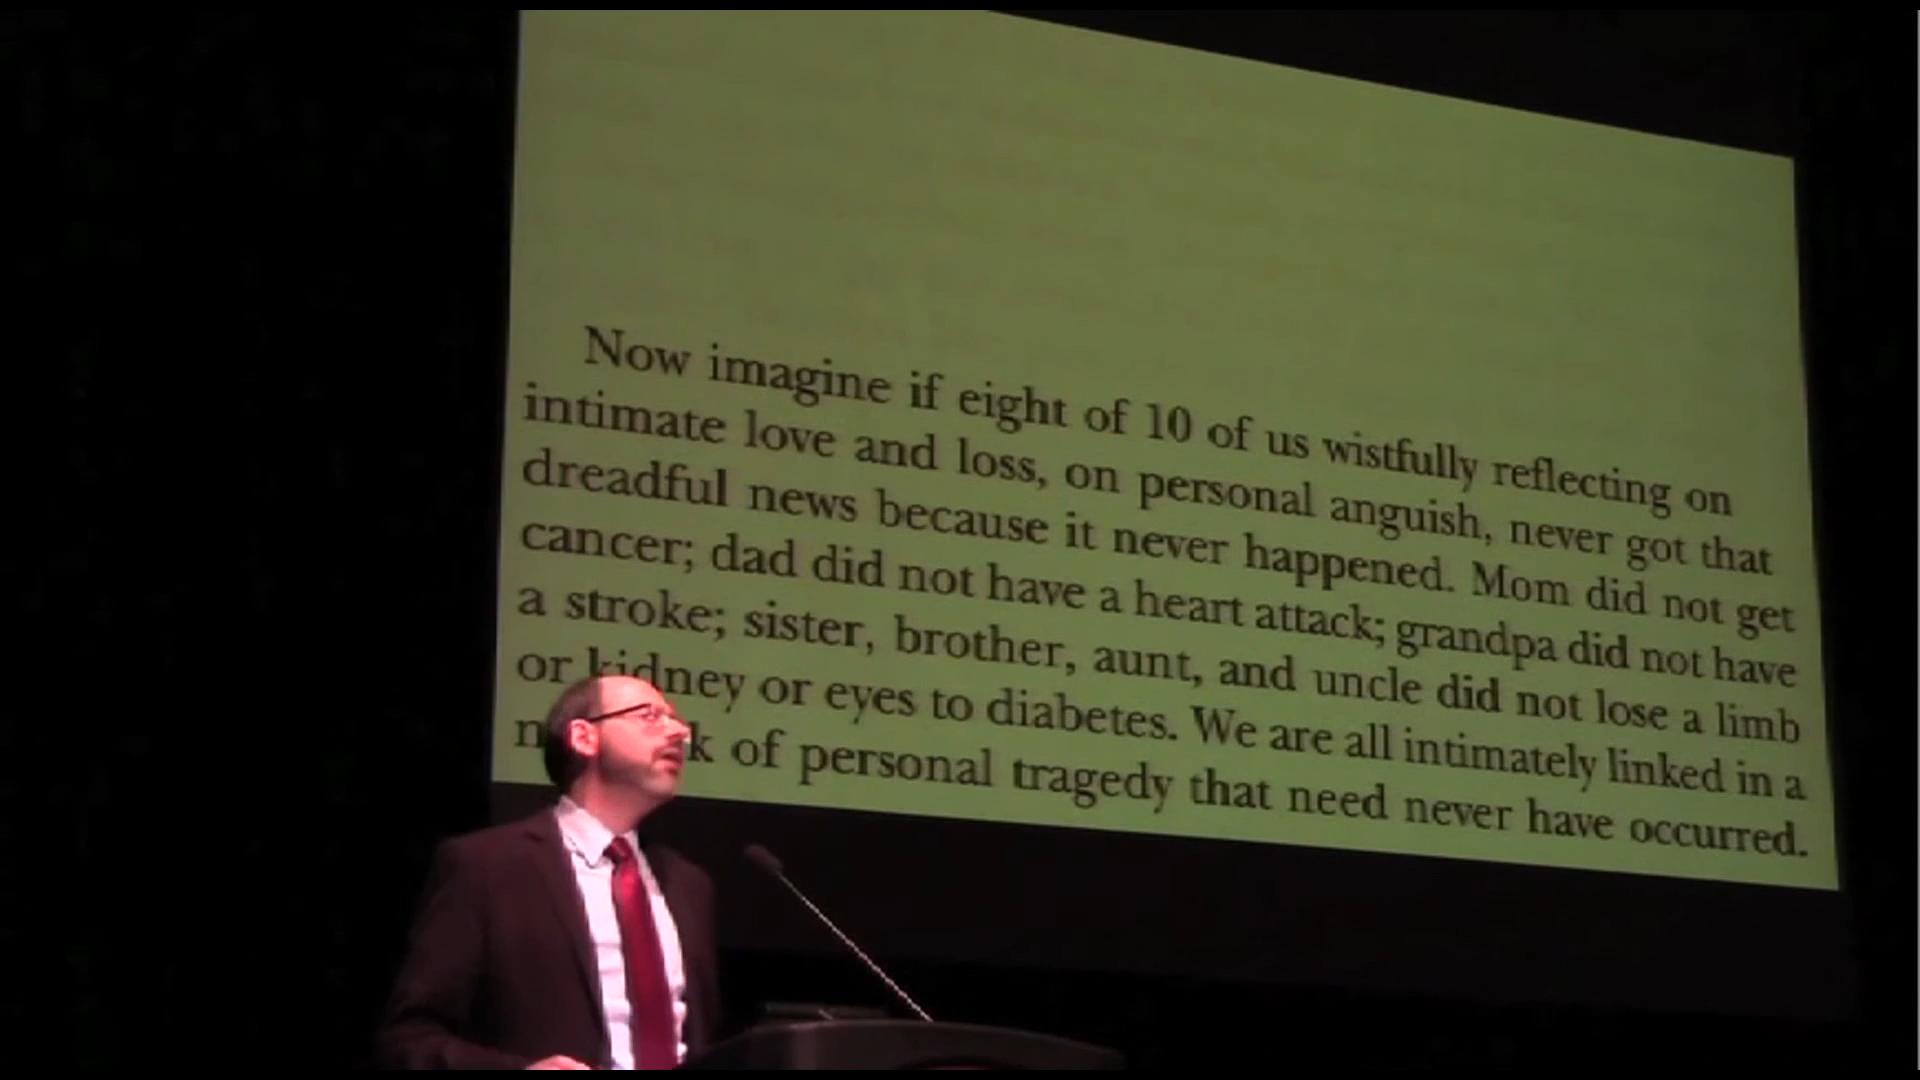 Now imagine if eight of 10 of us wistfully reflecting on
intimate love and loss, on personal anguish, never got that
dreadful news because it never happened. Mom did not get
cancer; dad did not have a heart attack; grandpa did not have
a stroke; sister, brother, aunt, and uncle did not lose a limb
or kidney or eyes to diabetes. We are all intimately linked in a
of personal tragedy that need never have occurred.